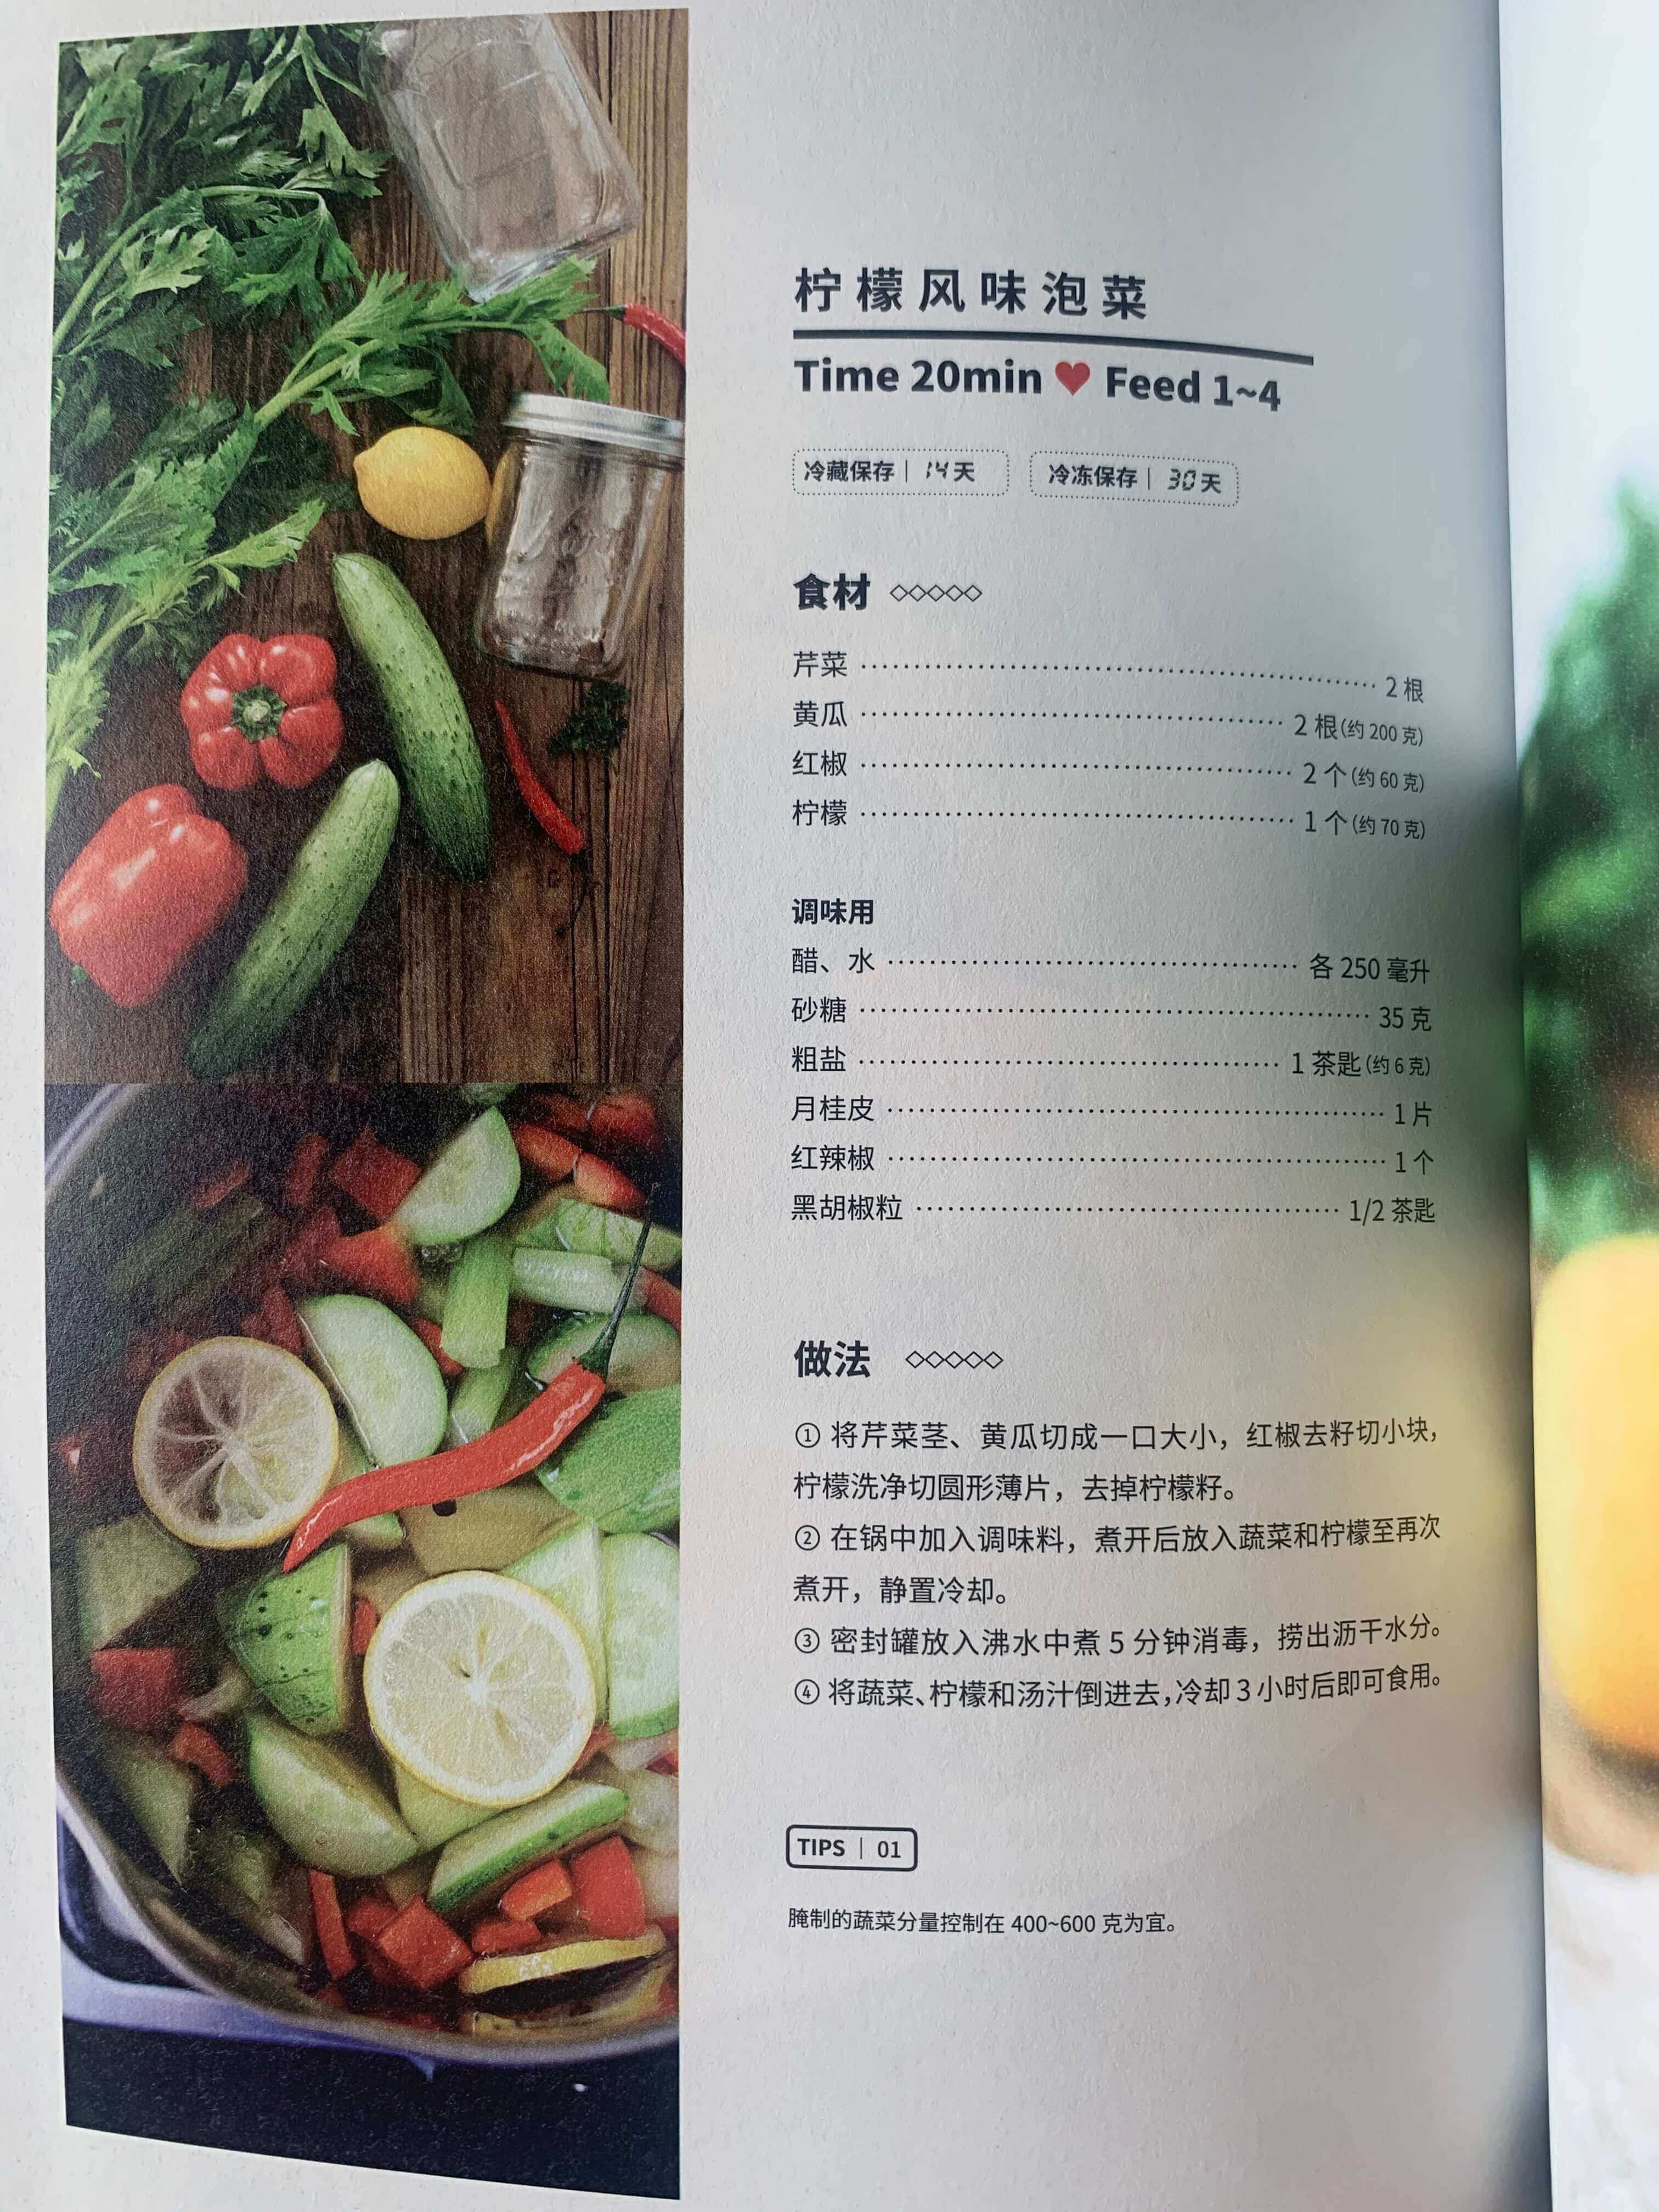 柠檬风味泡菜
Time 20min ♥ Feed 1~4
冷藏保存 | 14天 冷冻保存 | 30天
食材 ◇◇◇◇◇
芹菜 …… 2 根
黄瓜 …… 2 根(约 200 克)
红椒 …… 2 个(约 60 克)
柠檬 …… 1 个(约 70 克)
调味用
醋、水 …… 各 250 毫升
砂糖 …… 35 克
粗盐 …… 1 茶匙(约 6 克)
月桂皮 …… 1 片
红辣椒 …… 1 个
黑胡椒粒 …… 1/2 茶匙
做法 ◇◇◇◇◇
① 将芹菜茎、黄瓜切成一口大小，红椒去籽切小块，
柠檬洗净切圆形薄片，去掉柠檬籽。
② 在锅中加入调味料，煮开后放入蔬菜和柠檬至再次
煮开，静置冷却。
③ 密封罐放入沸水中煮 5 分钟消毒，捞出沥干水分。
④ 将蔬菜、柠檬和汤汁倒进去，冷却 3 小时后即可食用。
TIPS | 01
腌制的蔬菜分量控制在 400~600 克为宜。